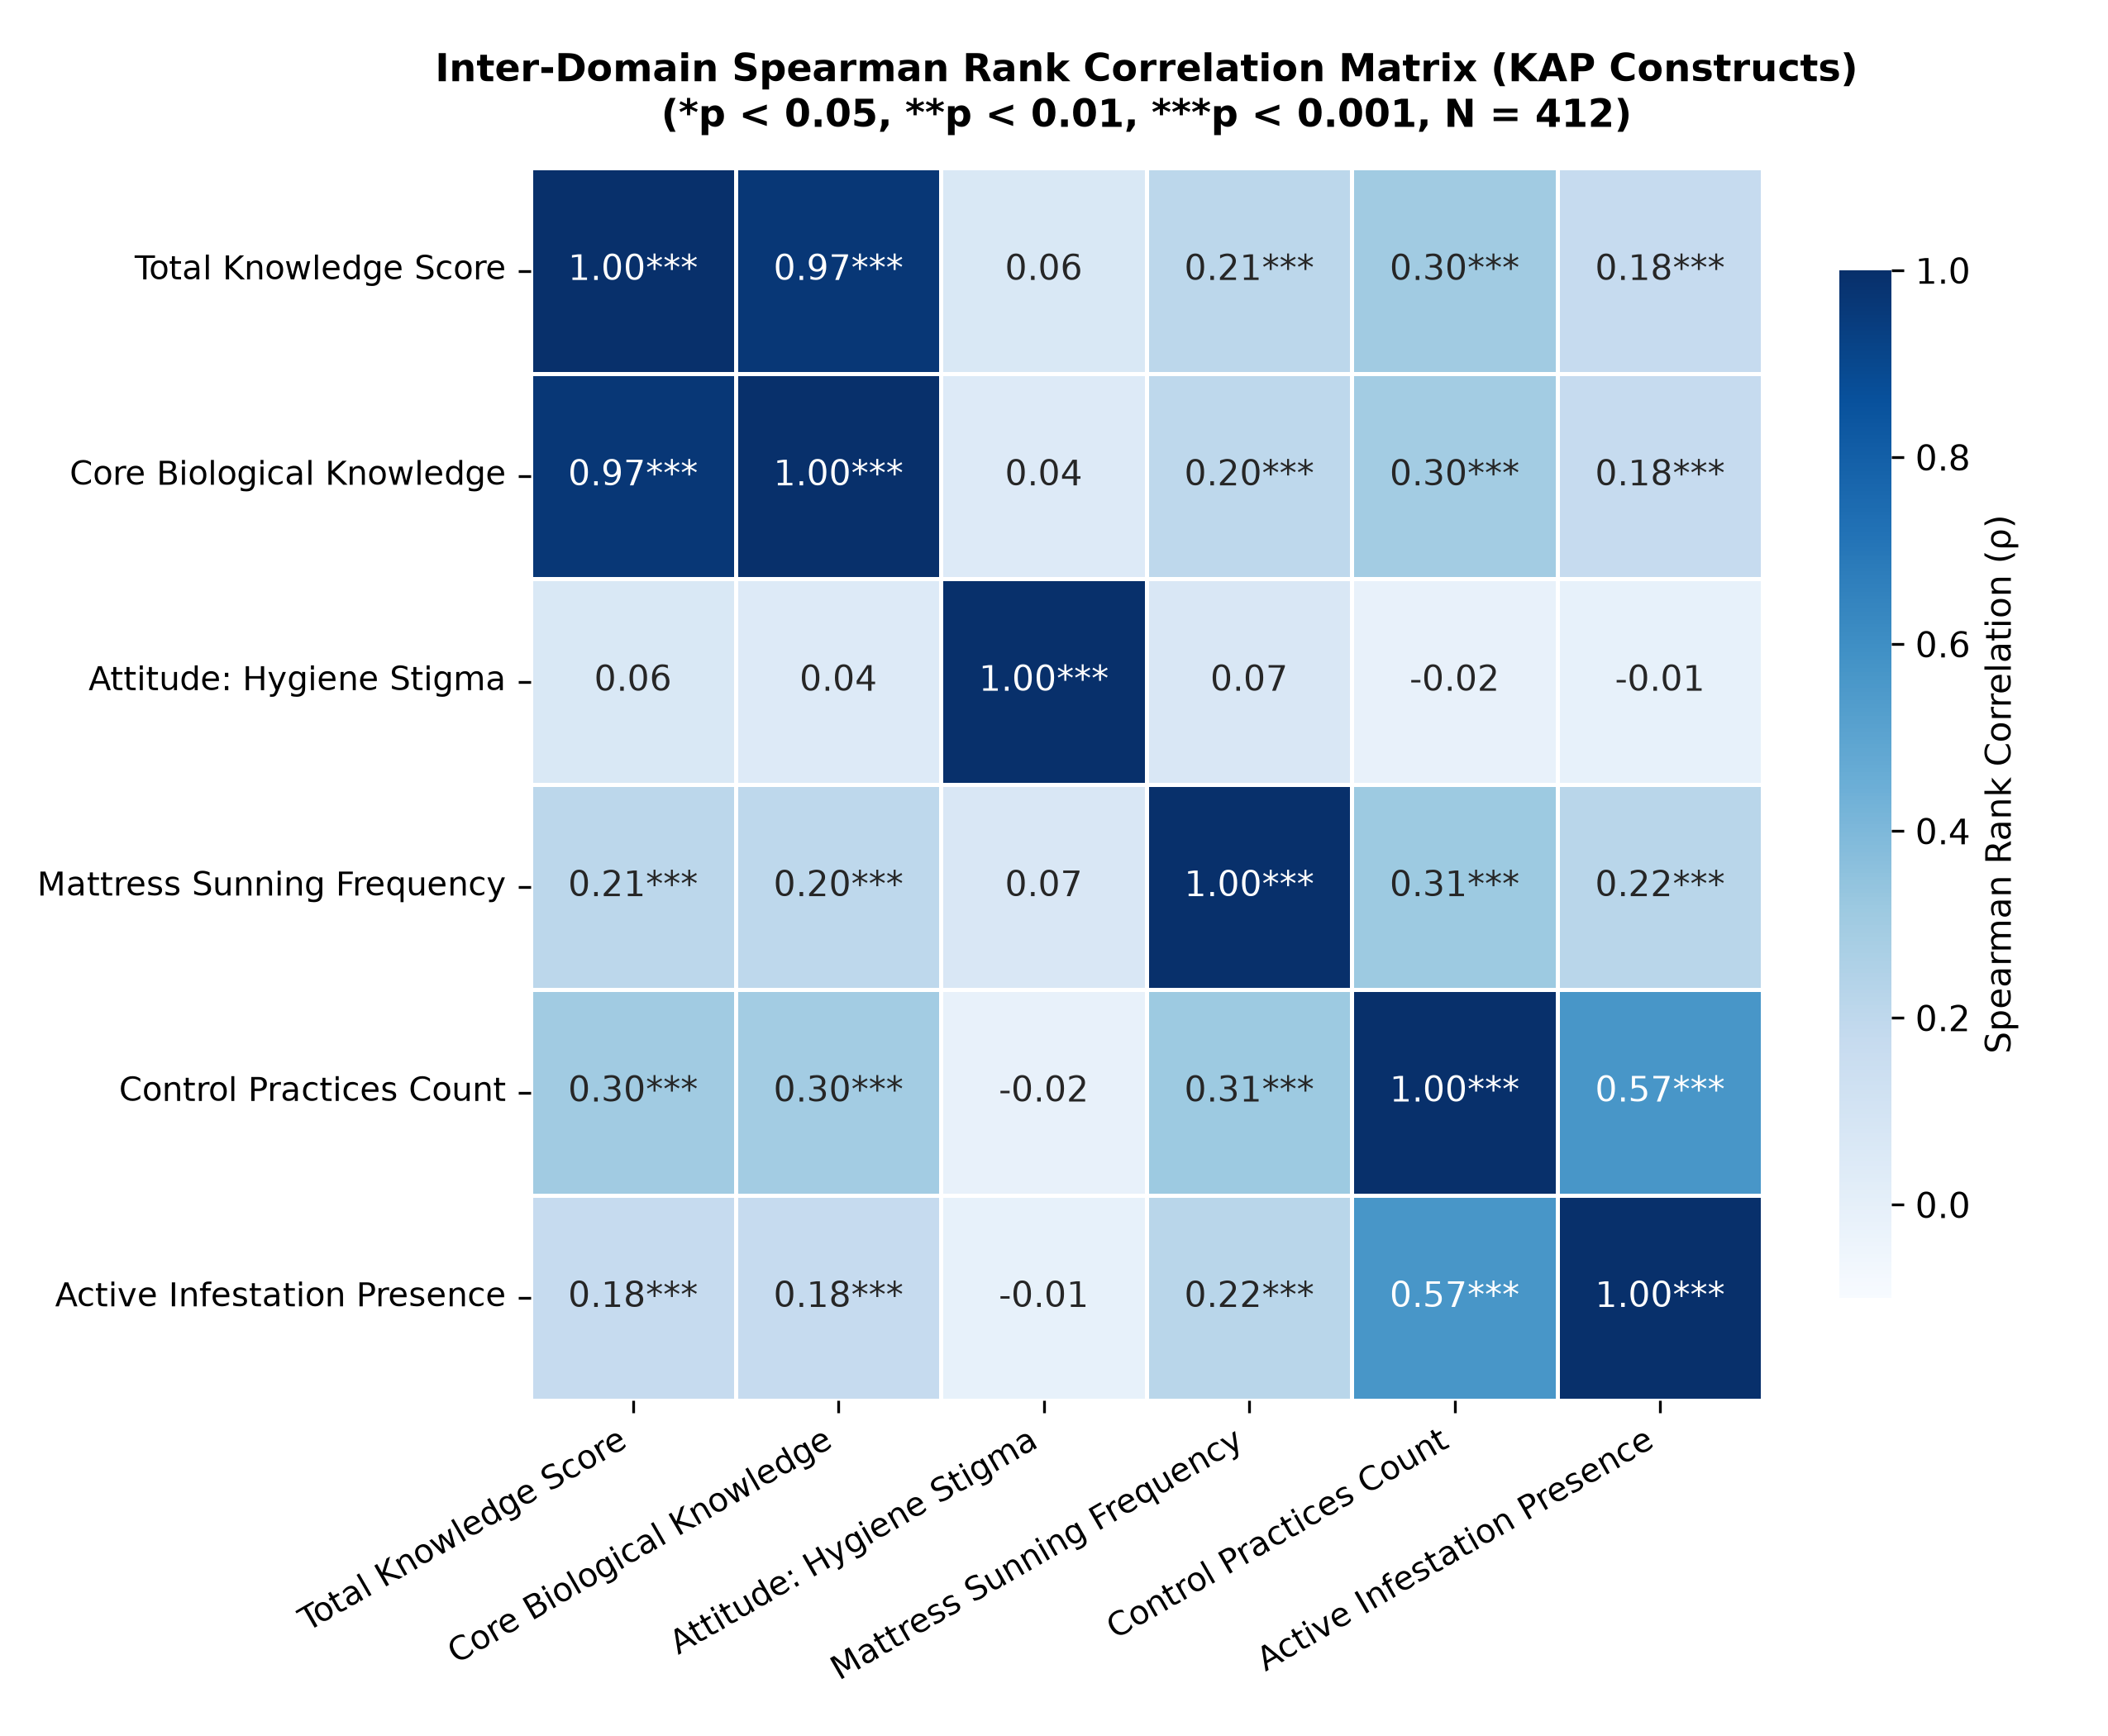 Inter-Domain Spearman Rank Correlation Matrix (KAP Constructs)
(*p < 0.05, **p < 0.01, ***p < 0.001, N = 412)
Total Knowledge Score 1.00*** 0.97*** 0.06 0.21*** 0.30*** 0.18***
Core Biological Knowledge 0.97*** 1.00*** 0.04 0.20*** 0.30*** 0.18***
Attitude: Hygiene Stigma 0.06 0.04 1.00*** 0.07 -0.02 -0.01
Mattress Sunning Frequency 0.21*** 0.20*** 0.07 1.00*** 0.31*** 0.22***
Control Practices Count 0.30*** 0.30*** -0.02 0.31*** 1.00*** 0.57***
Active Infestation Presence 0.18*** 0.18*** -0.01 0.22*** 0.57*** 1.00***
Total Knowledge Score
Core Biological Knowledge
Attitude: Hygiene Stigma
Mattress Sunning Frequency
Control Practices Count
Active Infestation Presence
1.0
0.8
0.6
0.4
0.2
0.0
Spearman Rank Correlation (ρ)